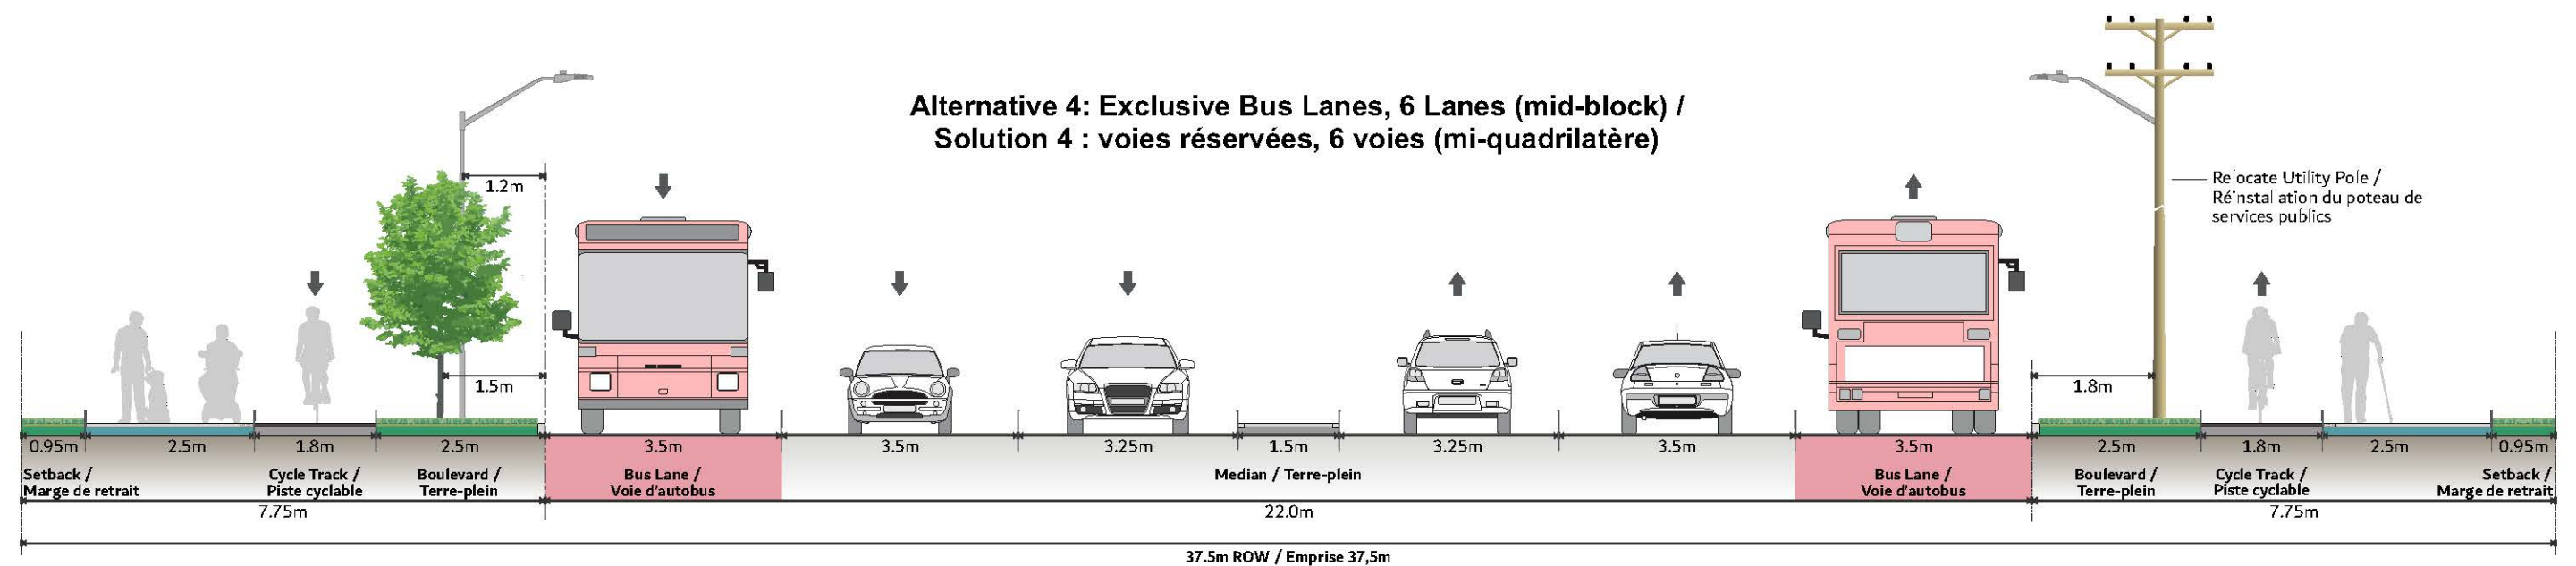 Alternative 4: Exclusive Bus Lanes, 6 Lanes (mid-block) /
Solution 4 : voies réservées, 6 voies (mi-quadrilatère)
1.2m
Relocate Utility Pole /
Réinstallation du poteau de
services publics
1.5m
1.8m
0.95m 2.5m 1.8m 2.5m 3.5m 3.5m 3.25m 1.5m 3.25m 3.5m 3.5m 2.5m 1.8m 2.5m 0.95m
Setback /
Marge de retrait
Cycle Track /
Piste cyclable
Boulevard /
Terre-plein
Bus Lane /
Voie d'autobus
Median / Terre-plein
Bus Lane /
Voie d'autobus
Boulevard /
Terre-plein
Cycle Track /
Piste cyclable
Setback /
Marge de retrait
7.75m 22.0m 7.75m
37.5m ROW / Emprise 37,5m